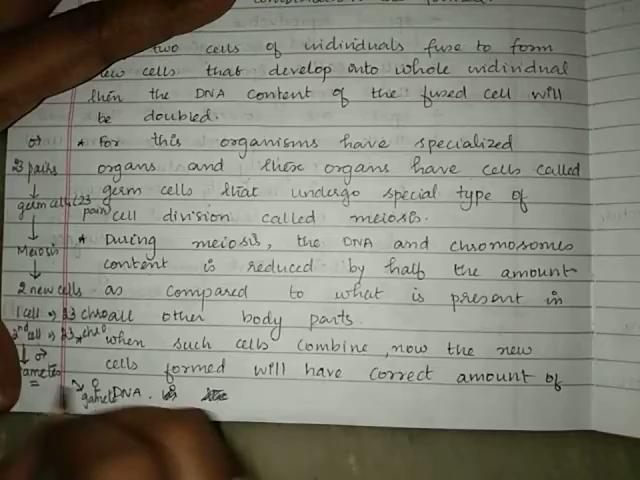 two cells of individuals fuse to form
new cells that develop into whole individual
then the DNA content of the fused cell will
be doubled.
♂ * For this organisms have specialized
23 pairs organs and these organs have cells called
germ cells (23 pair) germ cells that undergo special type of
cell division called meiosis.
Meiosis * During meiosis, the DNA and chromosomes
content is reduced by half the amount
2 new cells as compared to what is present in
1 cell → 23 chro all other body parts.
2nd cell → 23 chro * when such cells combine, now the new
♂ cells formed will have correct amount of
gametes
♀ gamete DNA.